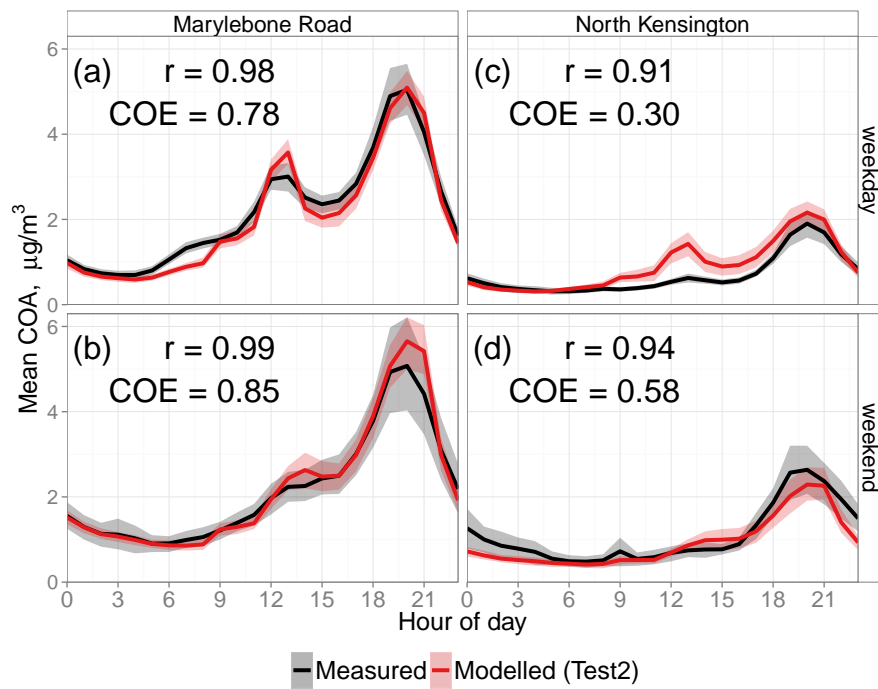 Marylebone Road
North Kensington
(a) r = 0.98
COE = 0.78
(c) r = 0.91
COE = 0.30
weekday
(b) r = 0.99
COE = 0.85
(d) r = 0.94
COE = 0.58
weekend
Mean COA, μg/m³
6
4
2
0
6
4
2
0
0 3 6 9 12 15 18 21
0 3 6 9 12 15 18 21
Hour of day
Measured
Modelled (Test2)